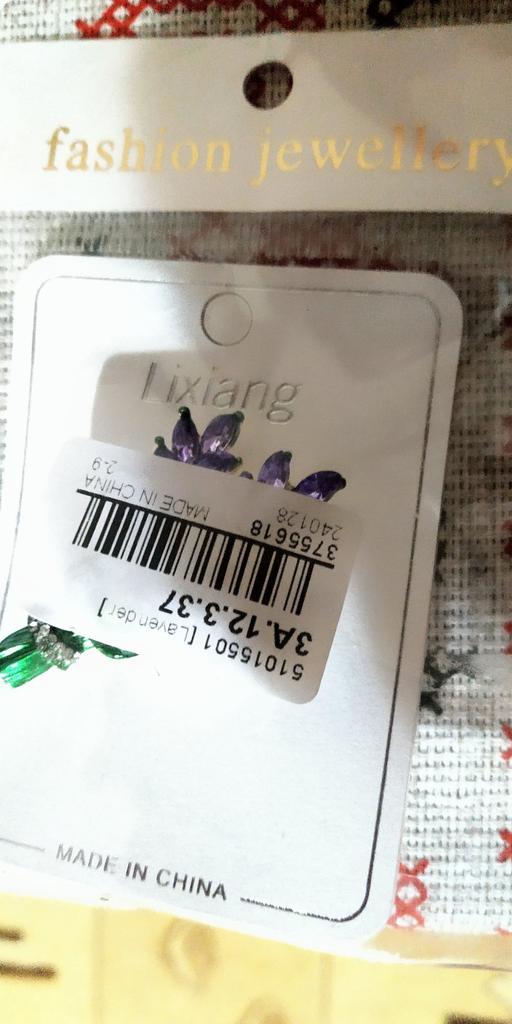 fashion jewellery
Lixiang
51015501 [Lavender]
3A.12.3.37
3755618
240128
MADE IN CHINA
2-9
MADE IN CHINA